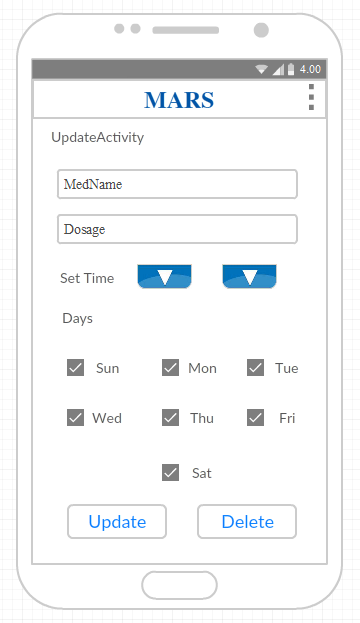 4.00
MARS
UpdateActivity
MedName
Dosage
Set Time
Days
Sun Mon Tue
Wed Thu Fri
Sat
Update Delete